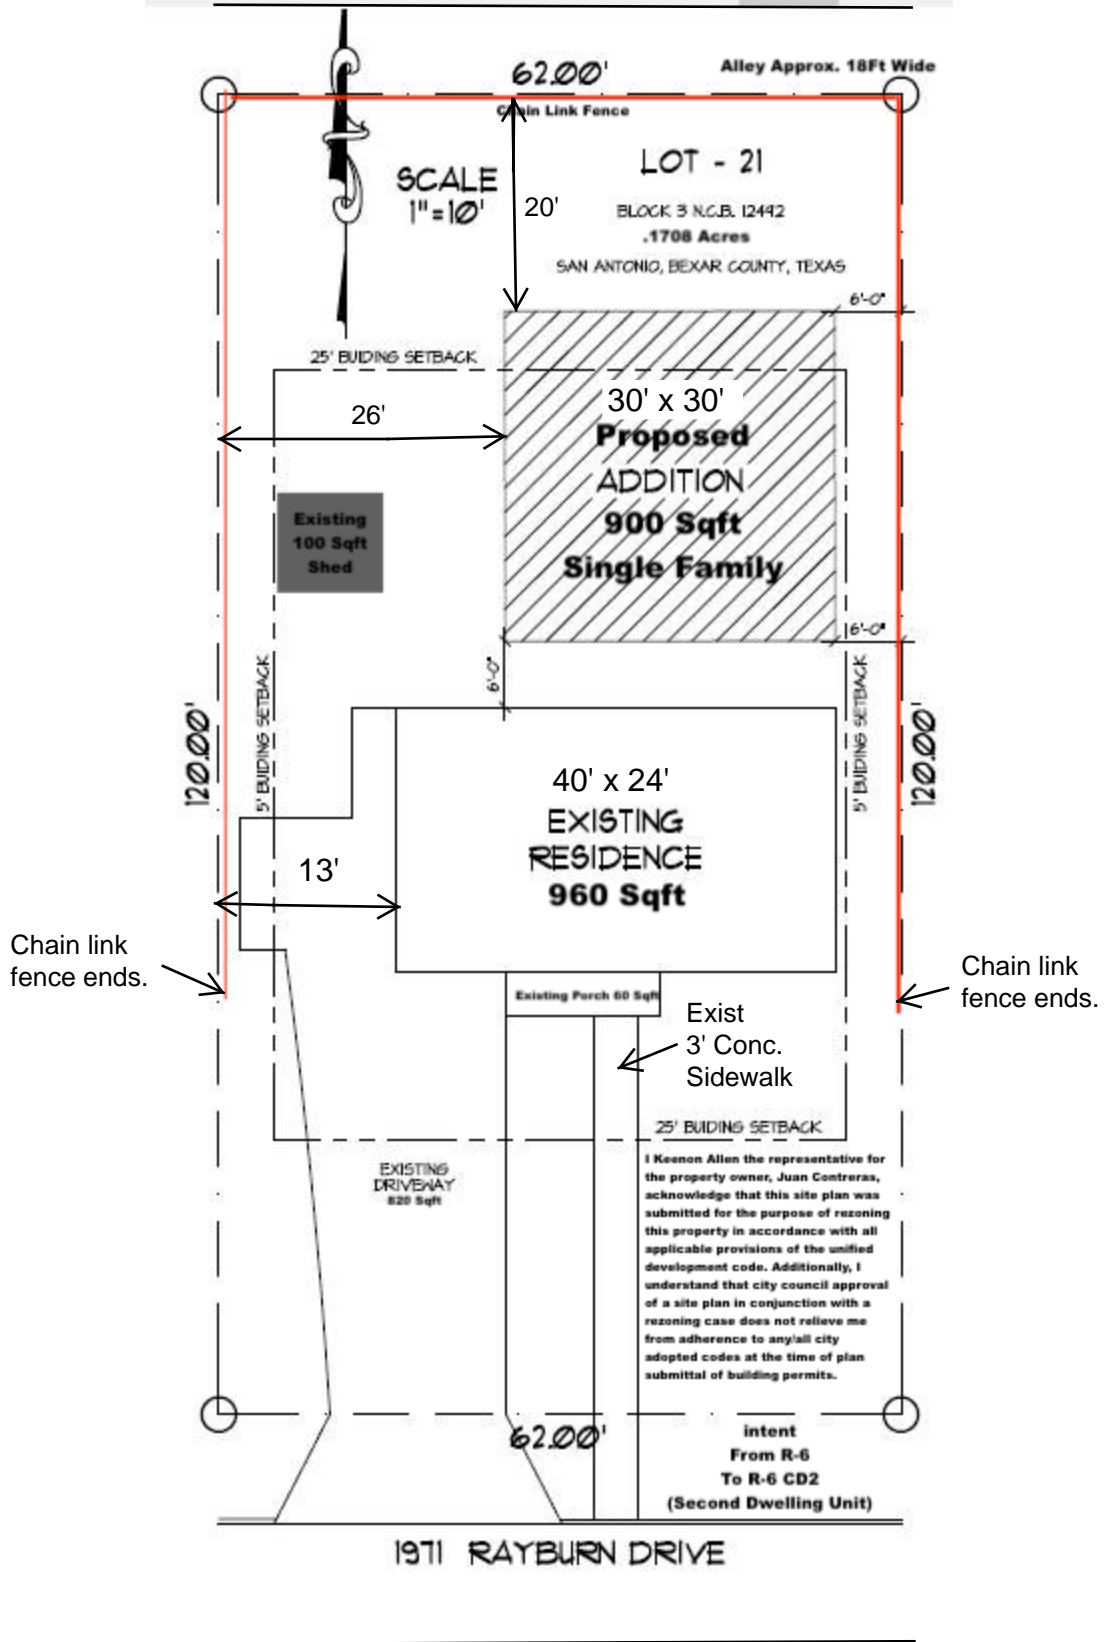 62.00'
Alley Approx. 18Ft Wide
Chain Link Fence
SCALE
1"=10'
20'
LOT - 21
BLOCK 3 N.C.B. 12492
.1708 Acres
SAN ANTONIO, BEXAR COUNTY, TEXAS
6'-0"
25' BUIDING SETBACK
26'
30' x 30'
Proposed
ADDITION
900 Sqft
Single Family
Existing
100 Sqft
Shed
6'-0"
6'-0"
120.00'
5' BUIDING SETBACK
5' BUIDING SETBACK
120.00'
40' x 24'
EXISTING
RESIDENCE
960 Sqft
13'
Chain link
fence ends.
Chain link
fence ends.
Existing Porch 60 Sqft
Exist
3' Conc.
Sidewalk
25' BUIDING SETBACK
EXISTING
DRIVEWAY
820 Sqft
I Keenon Allen the representative for
the property owner, Juan Contreras,
acknowledge that this site plan was
submitted for the purpose of rezoning
this property in accordance with all
applicable provisions of the unified
development code. Additionally, I
understand that city council approval
of a site plan in conjunction with a
rezoning case does not relieve me
from adherence to any/all city
adopted codes at the time of plan
submittal of building permits.
62.00'
intent
From R-6
To R-6 CD2
(Second Dwelling Unit)
1971 RAYBURN DRIVE